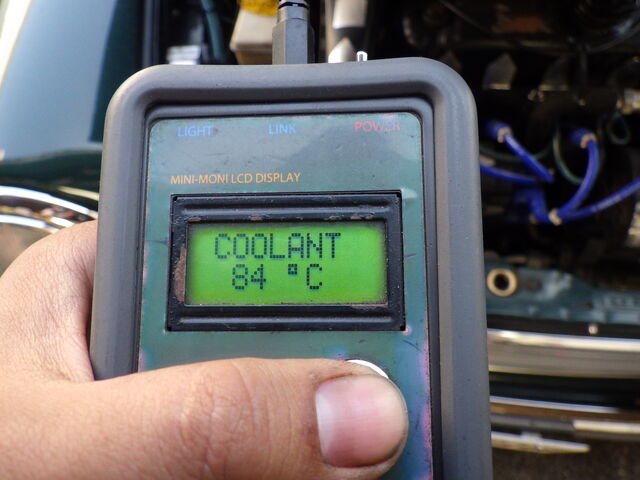 LIGHT LINK POWER
MINI-MONI LCD DISPLAY
COOLANT
84 °C